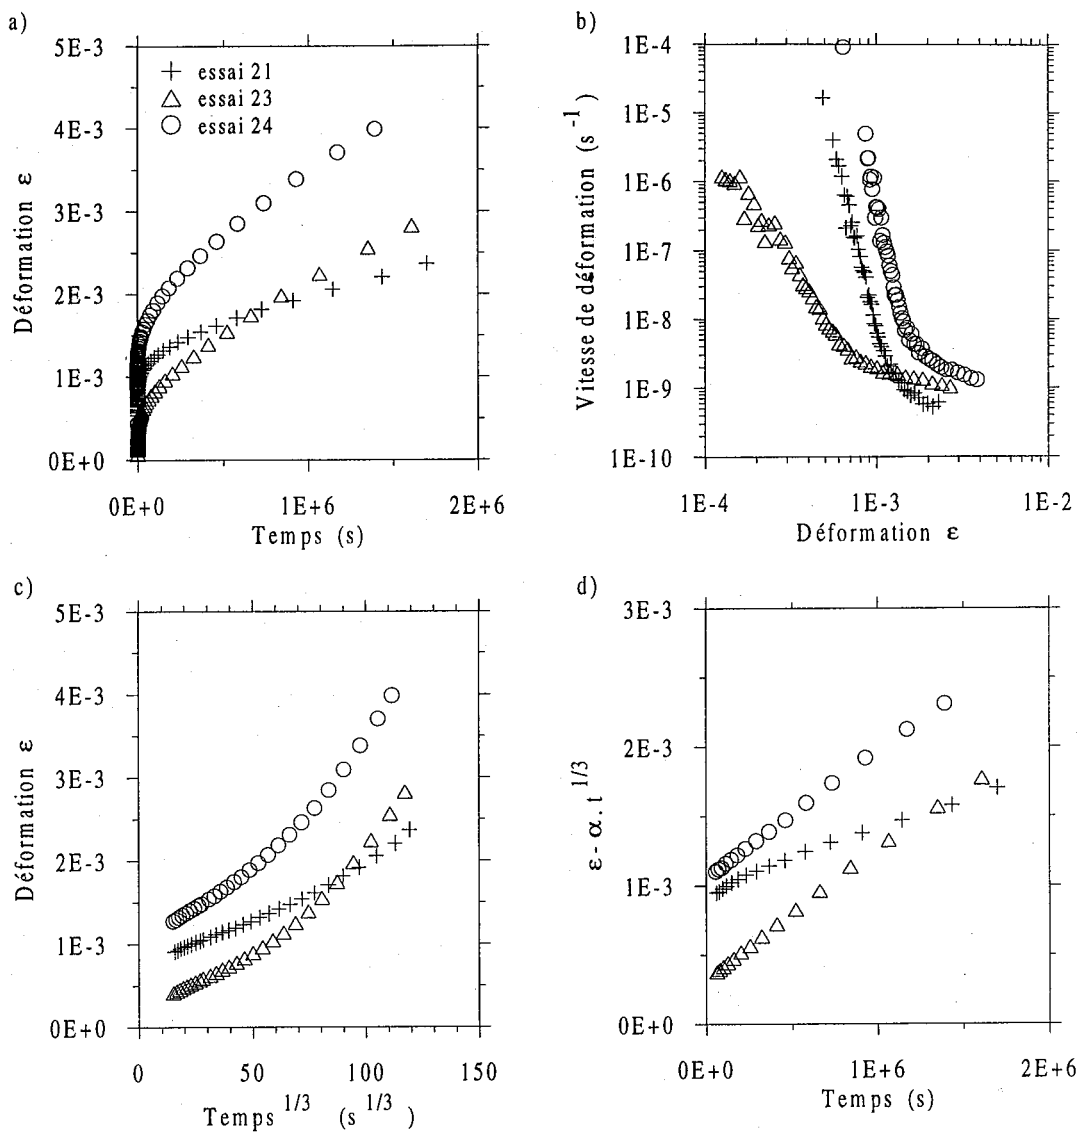 a)
5E-3
4E-3
3E-3
2E-3
1E-3
0E+0
Déformation ε
essai 21
essai 23
essai 24
0E+0
1E+6
2E+6
Temps (s)
b)
1E-4
1E-5
1E-6
1E-7
1E-8
1E-9
1E-10
Vitesse de déformation (s⁻¹)
1E-4
1E-3
1E-2
Déformation ε
c)
5E-3
4E-3
3E-3
2E-3
1E-3
0E+0
Déformation ε
0
50
100
150
Temps 1/3 (s 1/3)
d)
3E-3
2E-3
1E-3
0E+0
ε - α . t 1/3
0E+0
1E+6
2E+6
Temps (s)